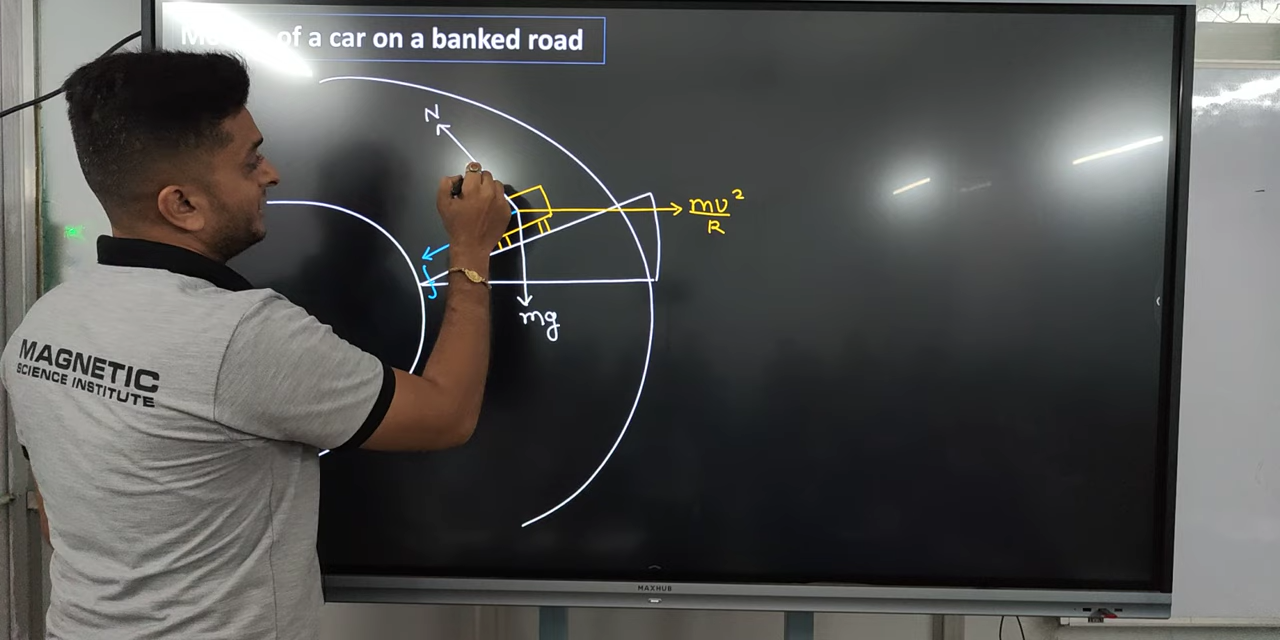 of a car on a banked road
N
mv²
R
mg
MAGNETIC
SCIENCE INSTITUTE
MAXHUB